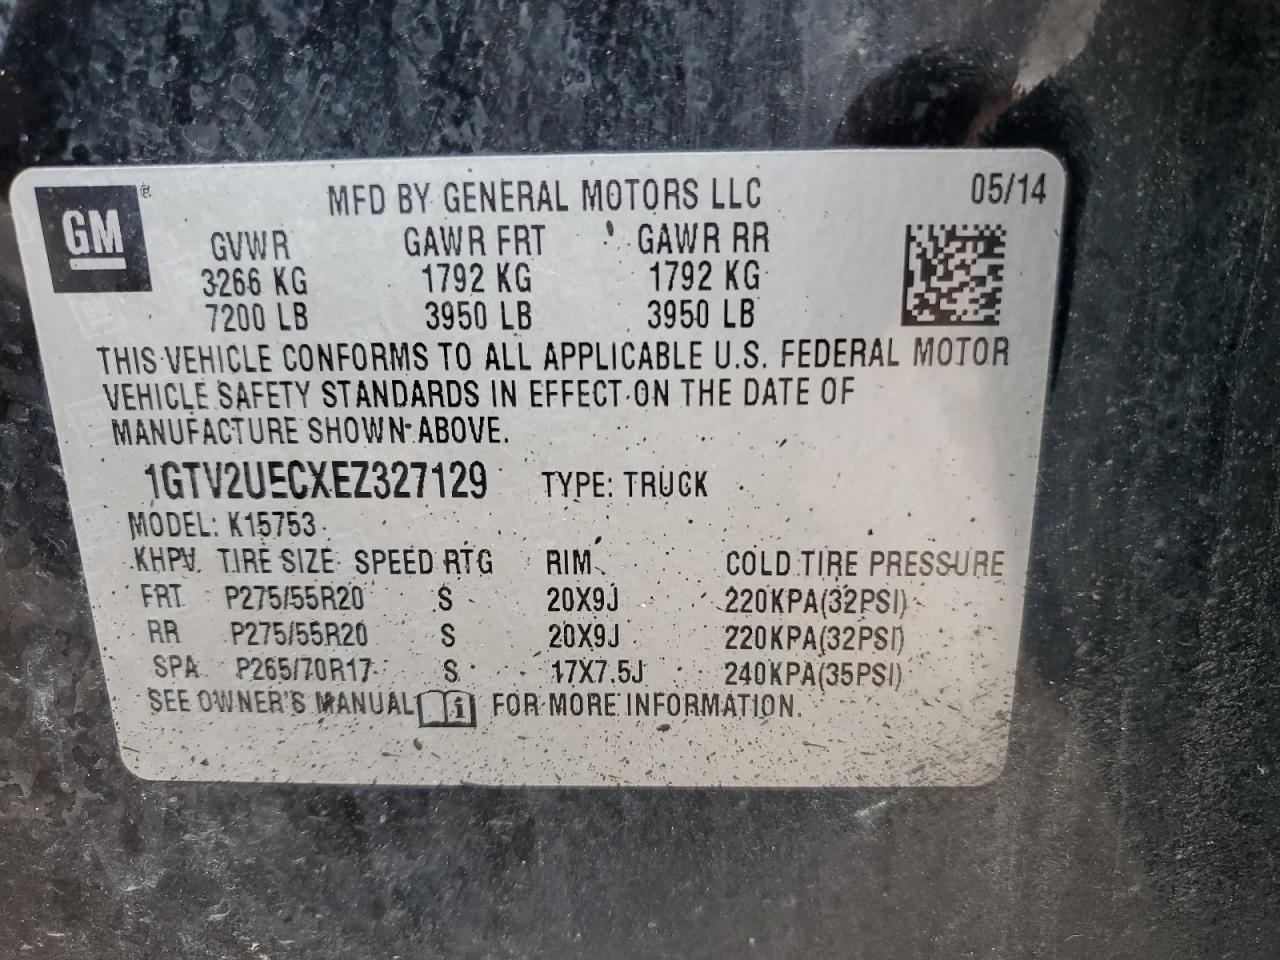 GM ®
MFD BY GENERAL MOTORS LLC 05/14
GVWR GAWR FRT GAWR RR
3266 KG 1792 KG 1792 KG
7200 LB 3950 LB 3950 LB
THIS VEHICLE CONFORMS TO ALL APPLICABLE U.S. FEDERAL MOTOR
VEHICLE SAFETY STANDARDS IN EFFECT ON THE DATE OF
MANUFACTURE SHOWN ABOVE.
1GTV2UECXEZ327129 TYPE: TRUCK
MODEL: K15753
KHPV TIRE SIZE SPEED RTG RIM COLD TIRE PRESSURE
FRT P275/55R20 S 20X9J 220KPA(32PSI)
RR P275/55R20 S 20X9J 220KPA(32PSI)
SPA P265/70R17 S 17X7.5J 240KPA(35PSI)
SEE OWNER'S MANUAL i FOR MORE INFORMATION.